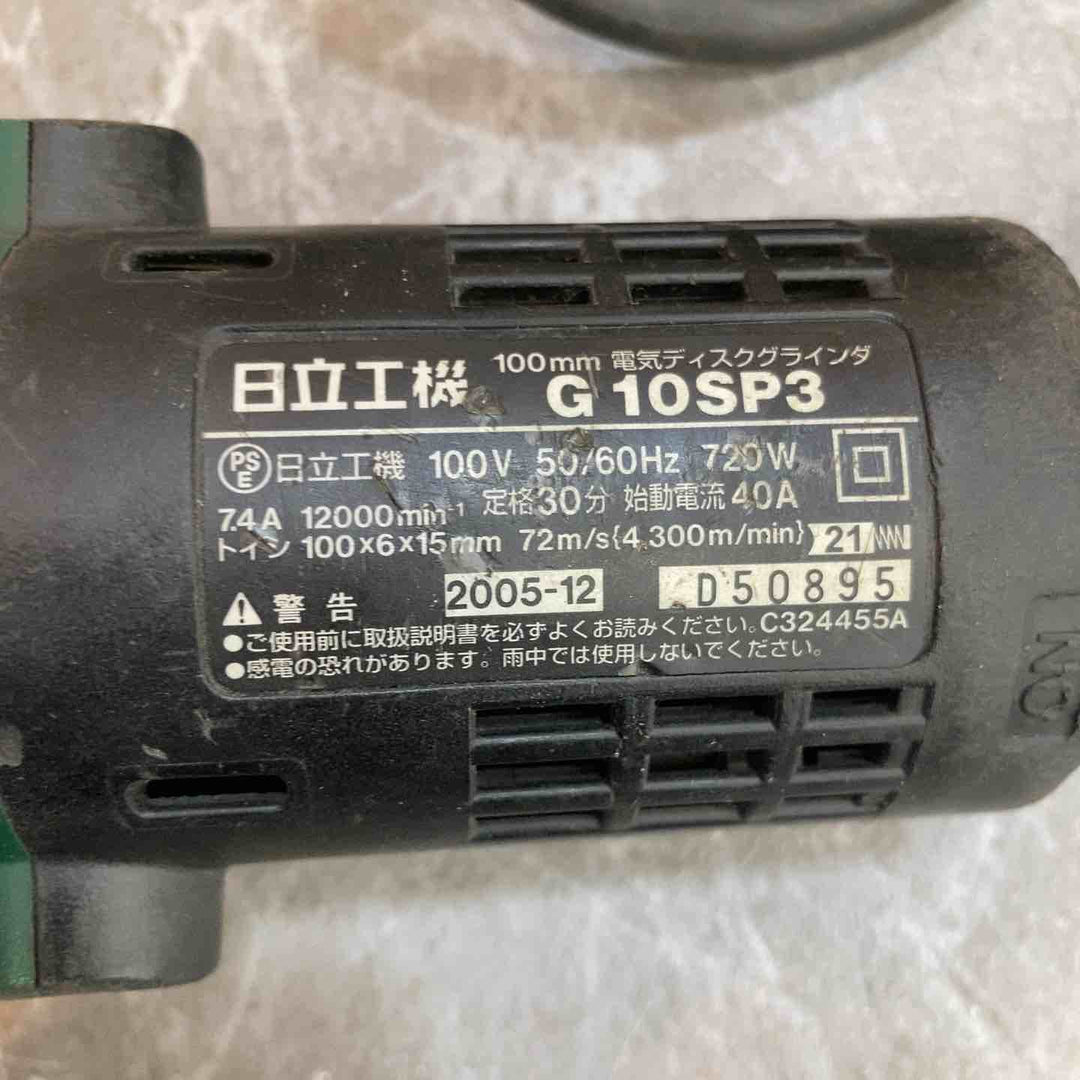 日立工機 100mm 電気ディスクグラインダ
G 10SP3
PSE 日立工機 100V 50/60Hz 720W
7.4A 12000min-1 定格30分 始動電流40A
トイシ 100×6×15mm 72m/s{4,300m/min} 21
警告 2005-12 D50895
●ご使用前に取扱説明書を必ずよくお読みください。C324455A
●感電の恐れがあります。雨中では使用しないでください。